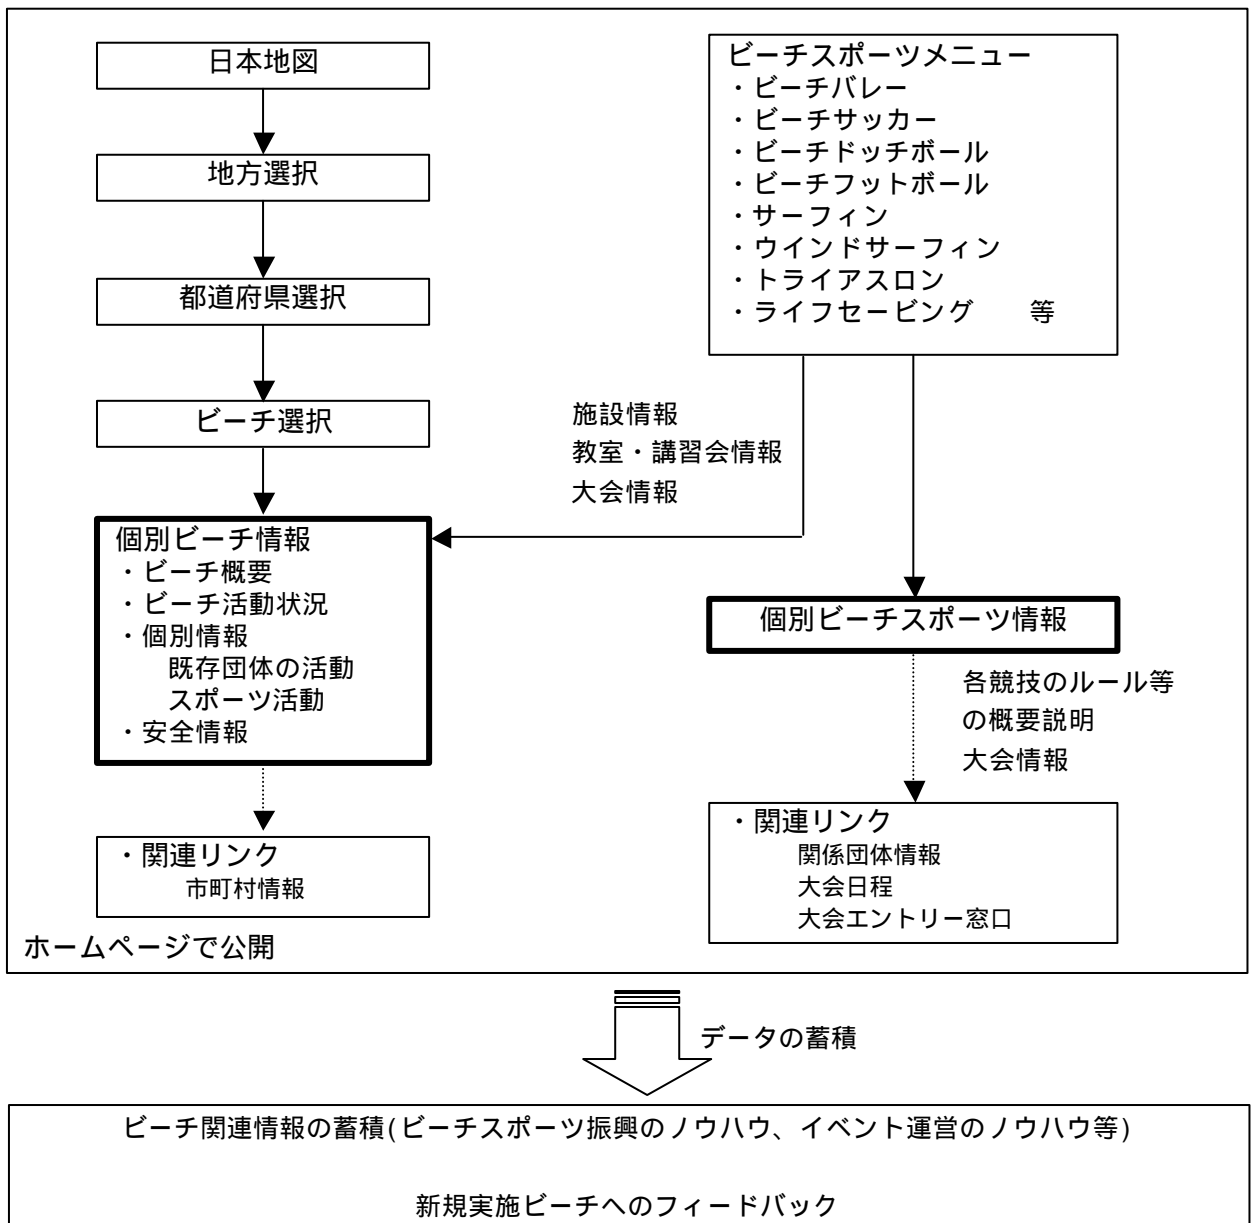 日本地図
地方選択
都道府県選択
ビーチ選択
個別ビーチ情報
・ビーチ概要
・ビーチ活動状況
・個別情報
既存団体の活動
スポーツ活動
・安全情報
・関連リンク
市町村情報
ビーチスポーツメニュー
・ビーチバレー
・ビーチサッカー
・ビーチドッチボール
・ビーチフットボール
・サーフィン
・ウインドサーフィン
・トライアスロン
・ライフセービング 等
施設情報
教室・講習会情報
大会情報
個別ビーチスポーツ情報
各競技のルール等
の概要説明
大会情報
・関連リンク
関係団体情報
大会日程
大会エントリー窓口
ホームページで公開
データの蓄積
ビーチ関連情報の蓄積(ビーチスポーツ振興のノウハウ、イベント運営のノウハウ等)
新規実施ビーチへのフィードバック